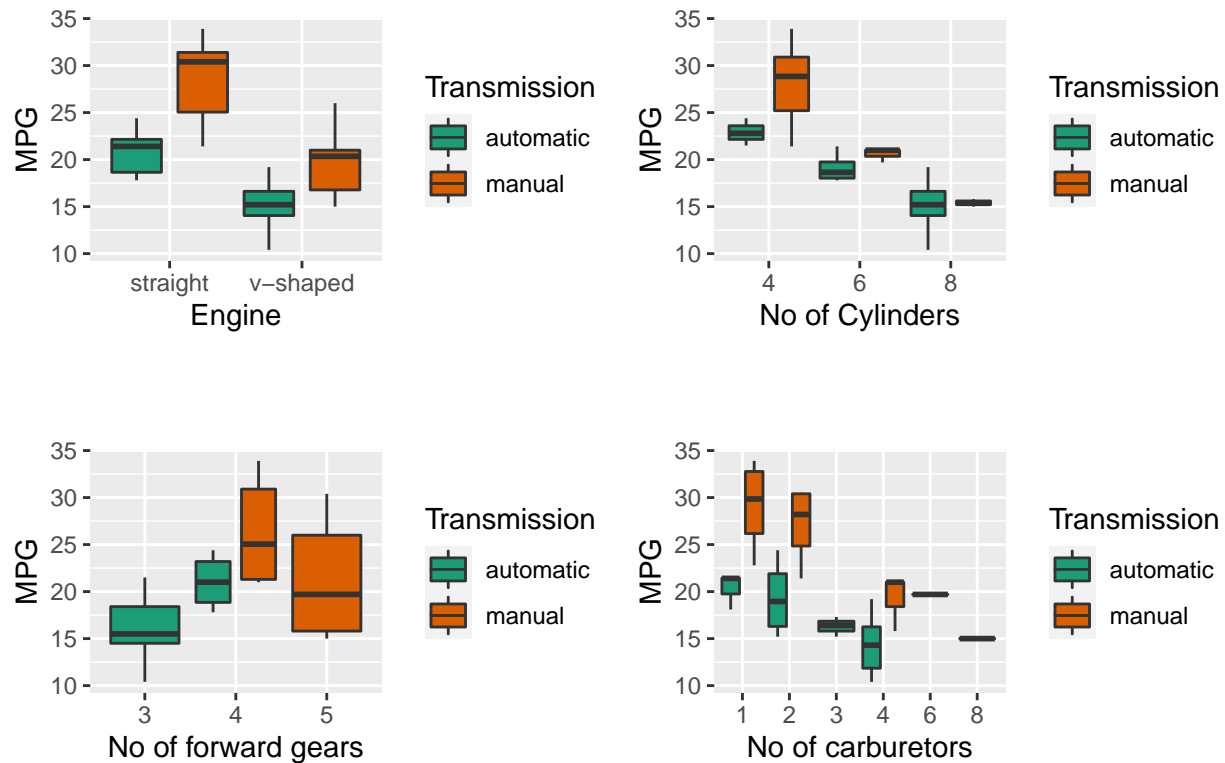 35
30
25
20
15
10
MPG
straight
v−shaped
Engine
Transmission
automatic
manual
35
30
25
20
15
10
MPG
4
6
8
No of Cylinders
Transmission
automatic
manual
35
30
25
20
15
10
MPG
3
4
5
No of forward gears
Transmission
automatic
manual
35
30
25
20
15
10
MPG
1
2
3
4
6
8
No of carburetors
Transmission
automatic
manual